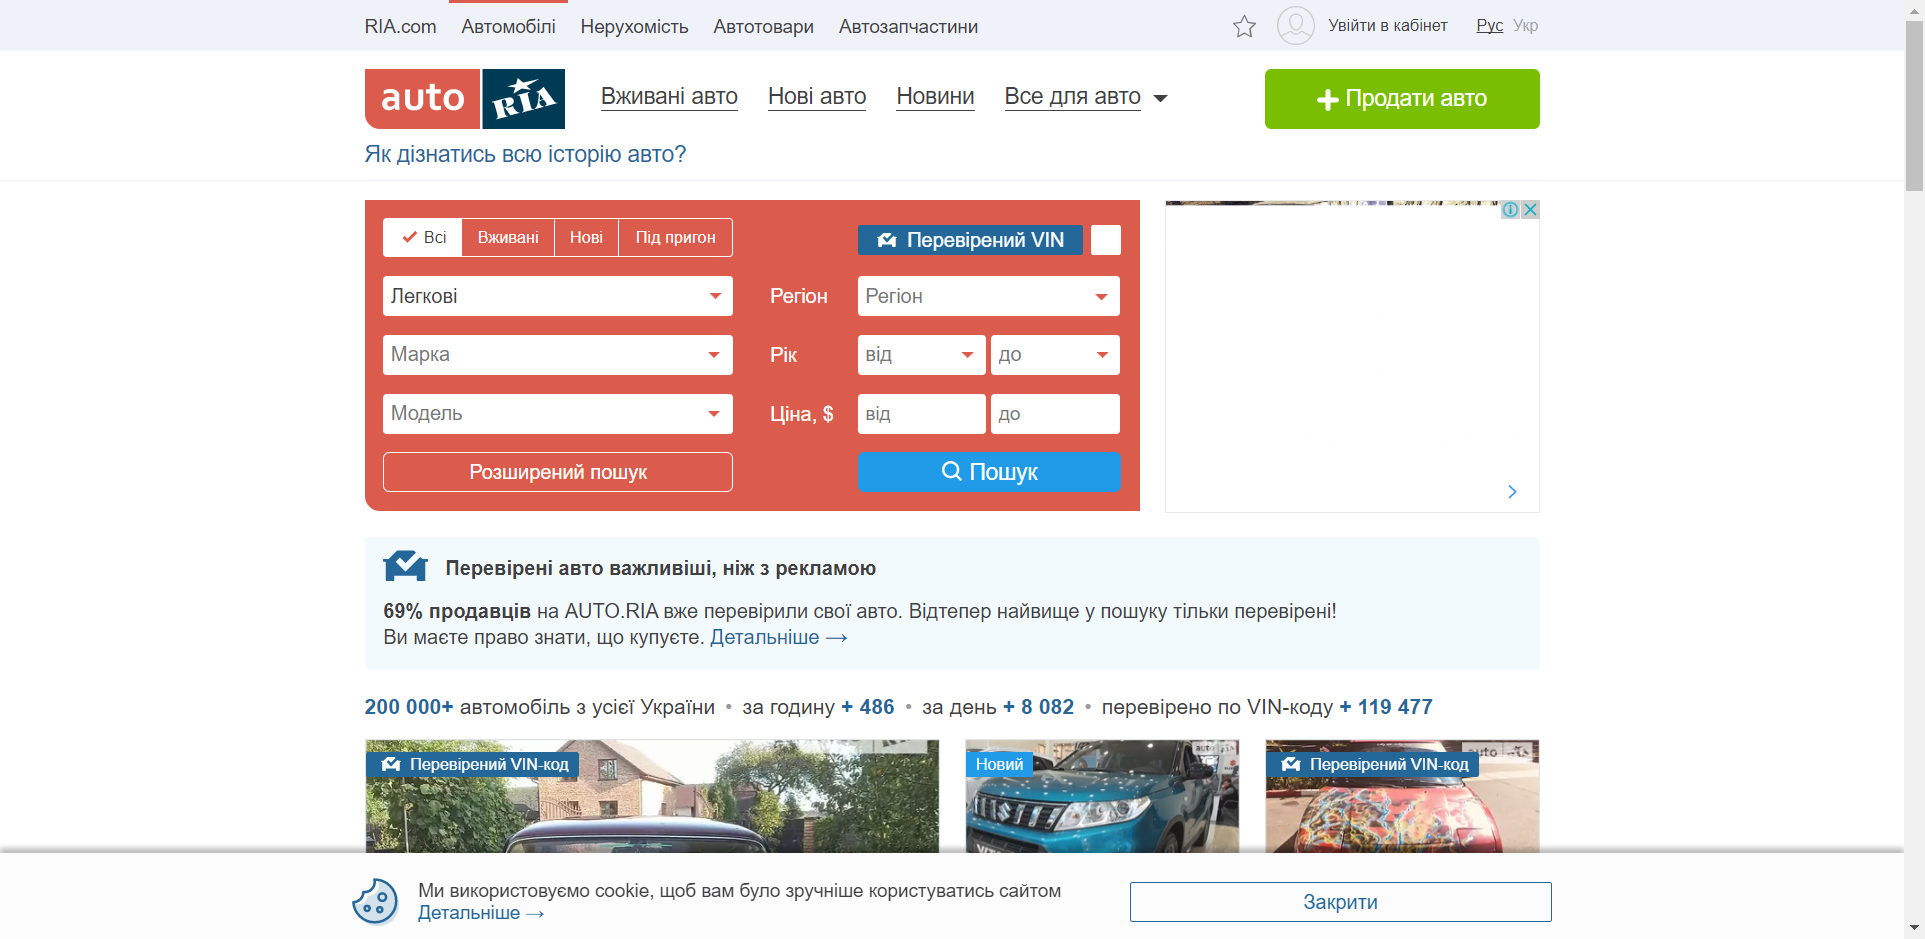 RIA.com Автомобілі Нерухомість Автотовари Автозапчастини Увійти в кабінет Рус Укр
auto RIA Вживані авто Нові авто Новини Все для авто Продати авто
Як дізнатись всю історію авто?
Всі Вживані Нові Під пригон Перевірений VIN
Легкові Регіон Регіон
Марка Рік від до
Модель Ціна, $ від до
Розширений пошук Пошук
Перевірені авто важливіші, ніж з рекламою
69% продавців на AUTO.RIA вже перевірили свої авто. Відтепер найвище у пошуку тільки перевірені!
Ви маєте право знати, що купуєте. Детальніше →
200 000+ автомобіль з усієї України • за годину + 486 • за день + 8 082 • перевірено по VIN-коду + 119 477
Перевірений VIN-код Новий auto Перевірений VIN-код auto
Ми використовуємо cookie, щоб вам було зручніше користуватись сайтом
Детальніше →
Закрити